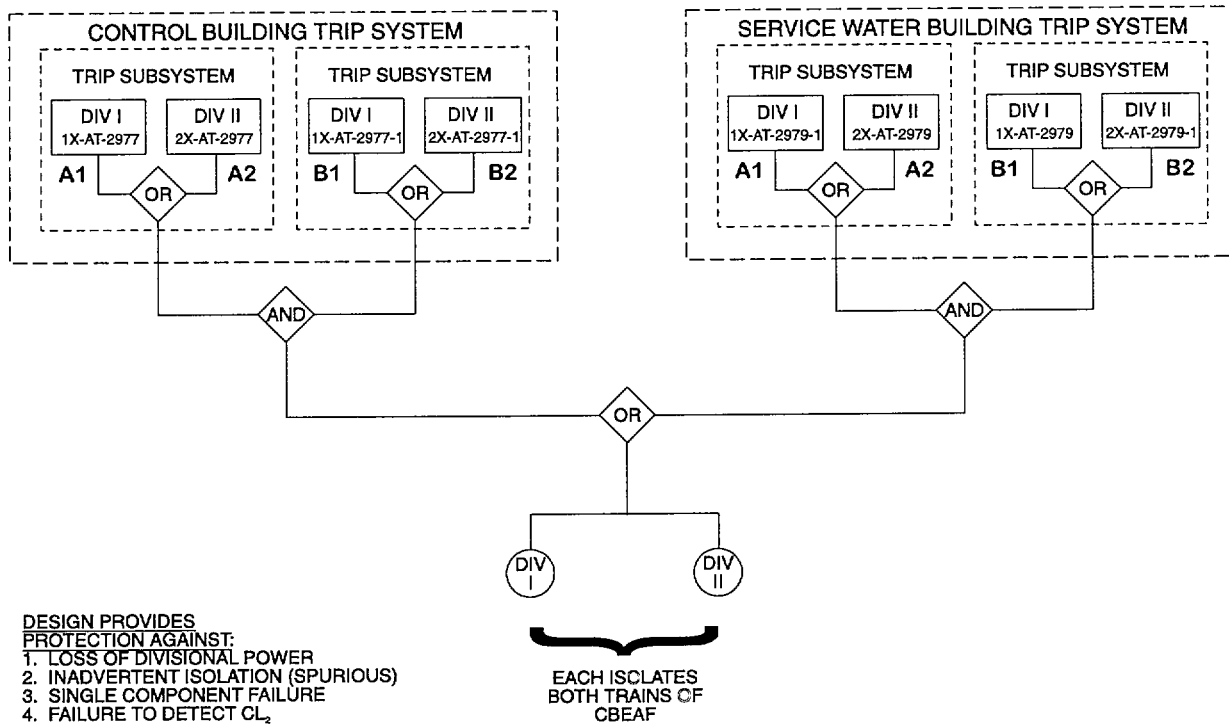 CONTROL BUILDING TRIP SYSTEM
TRIP SUBSYSTEM
DIV I
1X-AT-2977
DIV II
2X-AT-2977
A1
OR
A2
TRIP SUBSYSTEM
DIV I
1X-AT-2977-1
DIV II
2X-AT-2977-1
B1
OR
B2
AND
SERVICE WATER BUILDING TRIP SYSTEM
TRIP SUBSYSTEM
DIV I
1X-AT-2979-1
DIV II
2X-AT-2979
A1
OR
A2
TRIP SUBSYSTEM
DIV I
1X-AT-2979
DIV II
2X-AT-2979-1
B1
OR
B2
AND
OR
DIV
I
DIV
II
EACH ISOLATES
BOTH TRAINS OF
CBEAF
DESIGN PROVIDES
PROTECTION AGAINST:
1. LOSS OF DIVISIONAL POWER
2. INADVERTENT ISOLATION (SPURIOUS)
3. SINGLE COMPONENT FAILURE
4. FAILURE TO DETECT CL₂